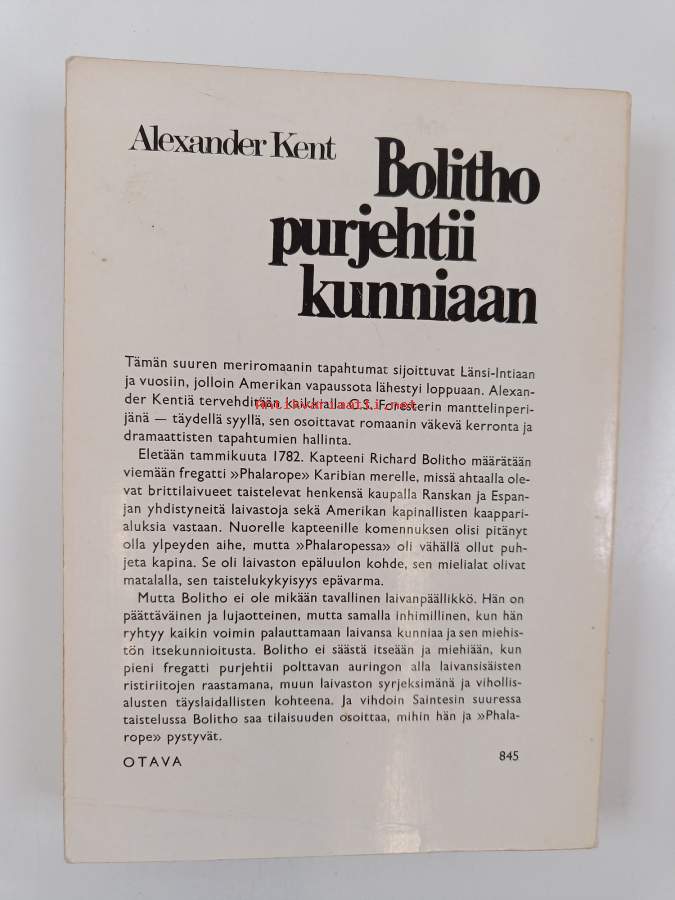 Alexander Kent
Bolitho
purjehtii
kunniaan
Tämän suuren meriromaanin tapahtumat sijoittuvat Länsi-Intiaan
ja vuosiin, jolloin Amerikan vapaussota lähestyi loppuaan. Alexan-
der Kentiä tervehditään kaikkialla C.S. Foresterin manttelinperi-
Antikvariaatti.net
jänä — täydellä syyllä, sen osoittavat romaanin väkevä kerronta ja
dramaattisten tapahtumien hallinta.
Eletään tammikuuta 1782. Kapteeni Richard Bolitho määrätään
viemään fregatti »Phalarope» Karibian merelle, missä ahtaalla ole-
vat brittilaivueet taistelevat henkensä kaupalla Ranskan ja Espan-
jan yhdistyneitä laivastoja sekä Amerikan kapinallisten kaappari-
aluksia vastaan. Nuorelle kapteenille komennuksen olisi pitänyt
olla ylpeyden aihe, mutta »Phalaropessa» oli vähällä ollut puh-
jeta kapina. Se oli laivaston epäluulon kohde, sen mielialat olivat
matalalla, sen taistelukykyisyys epävarma.
Mutta Bolitho ei ole mikään tavallinen laivanpäällikkö. Hän on
päättäväinen ja lujaotteinen, mutta samalla inhimillinen, kun hän
ryhtyy kaikin voimin palauttamaan laivansa kunniaa ja sen miehis-
tön itsekunnioitusta. Bolitho ei säästä itseään ja miehiään, kun
pieni fregatti purjehtii polttavan auringon alla laivansisäisten
ristiriitojen raastamana, muun laivaston syrjeksimänä ja vihollis-
alusten täyslaidallisten kohteena. Ja vihdoin Saintesin suuressa
taistelussa Bolitho saa tilaisuuden osoittaa, mihin hän ja »Phala-
rope» pystyvät.
OTAVA 845